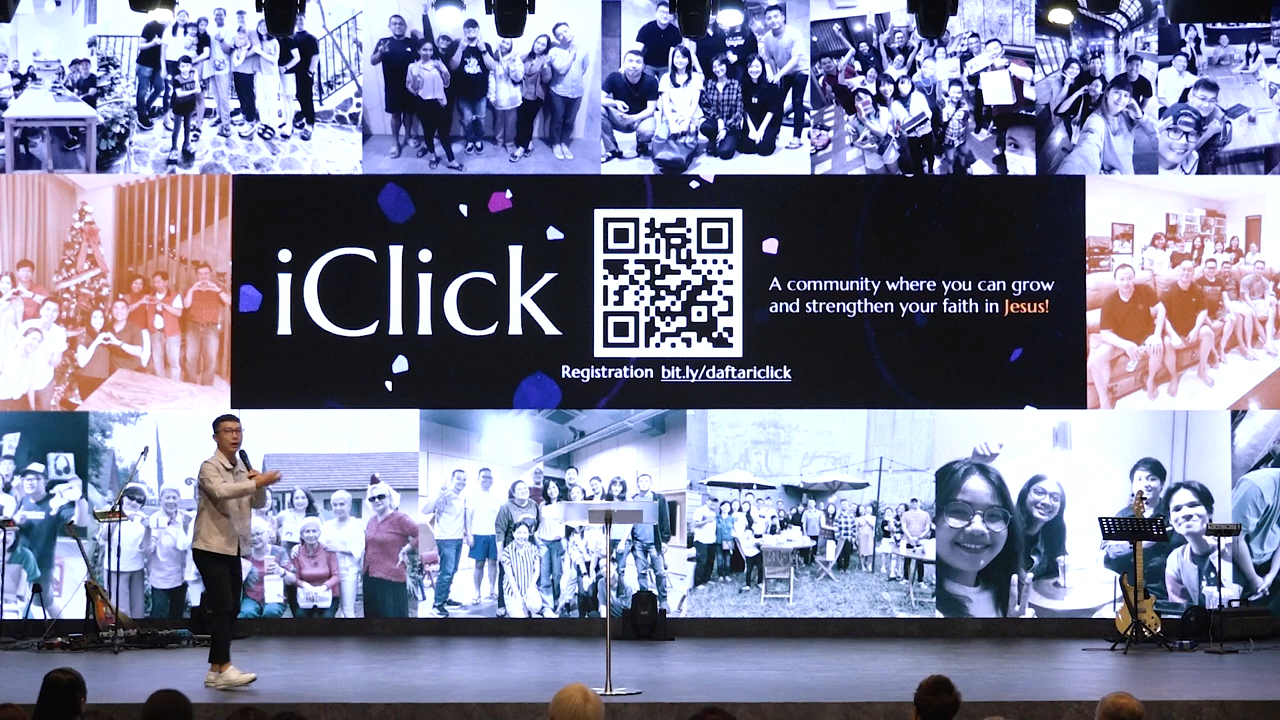 iClick
A community where you can grow
and strengthen your faith in Jesus!
Registration bit.ly/daftariclick